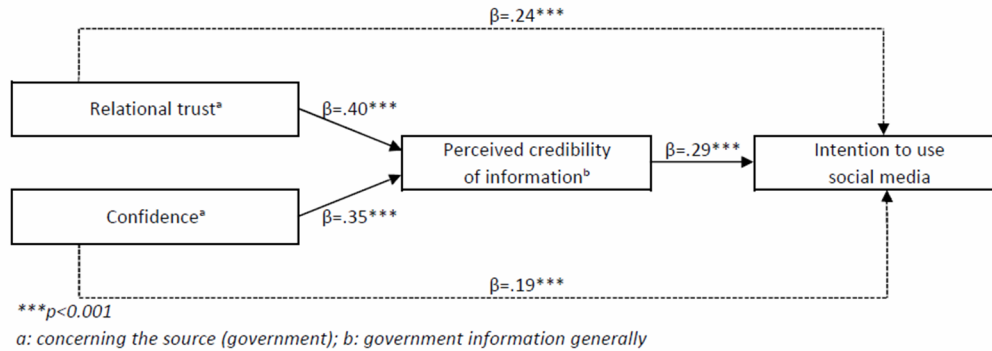 β=.24***
Relational trustᵃ
β=.40***
Perceived credibility
of informationᵇ
β=.29***
Intention to use
social media
Confidenceᵃ
β=.35***
β=.19***
***p<0.001
a: concerning the source (government); b: government information generally